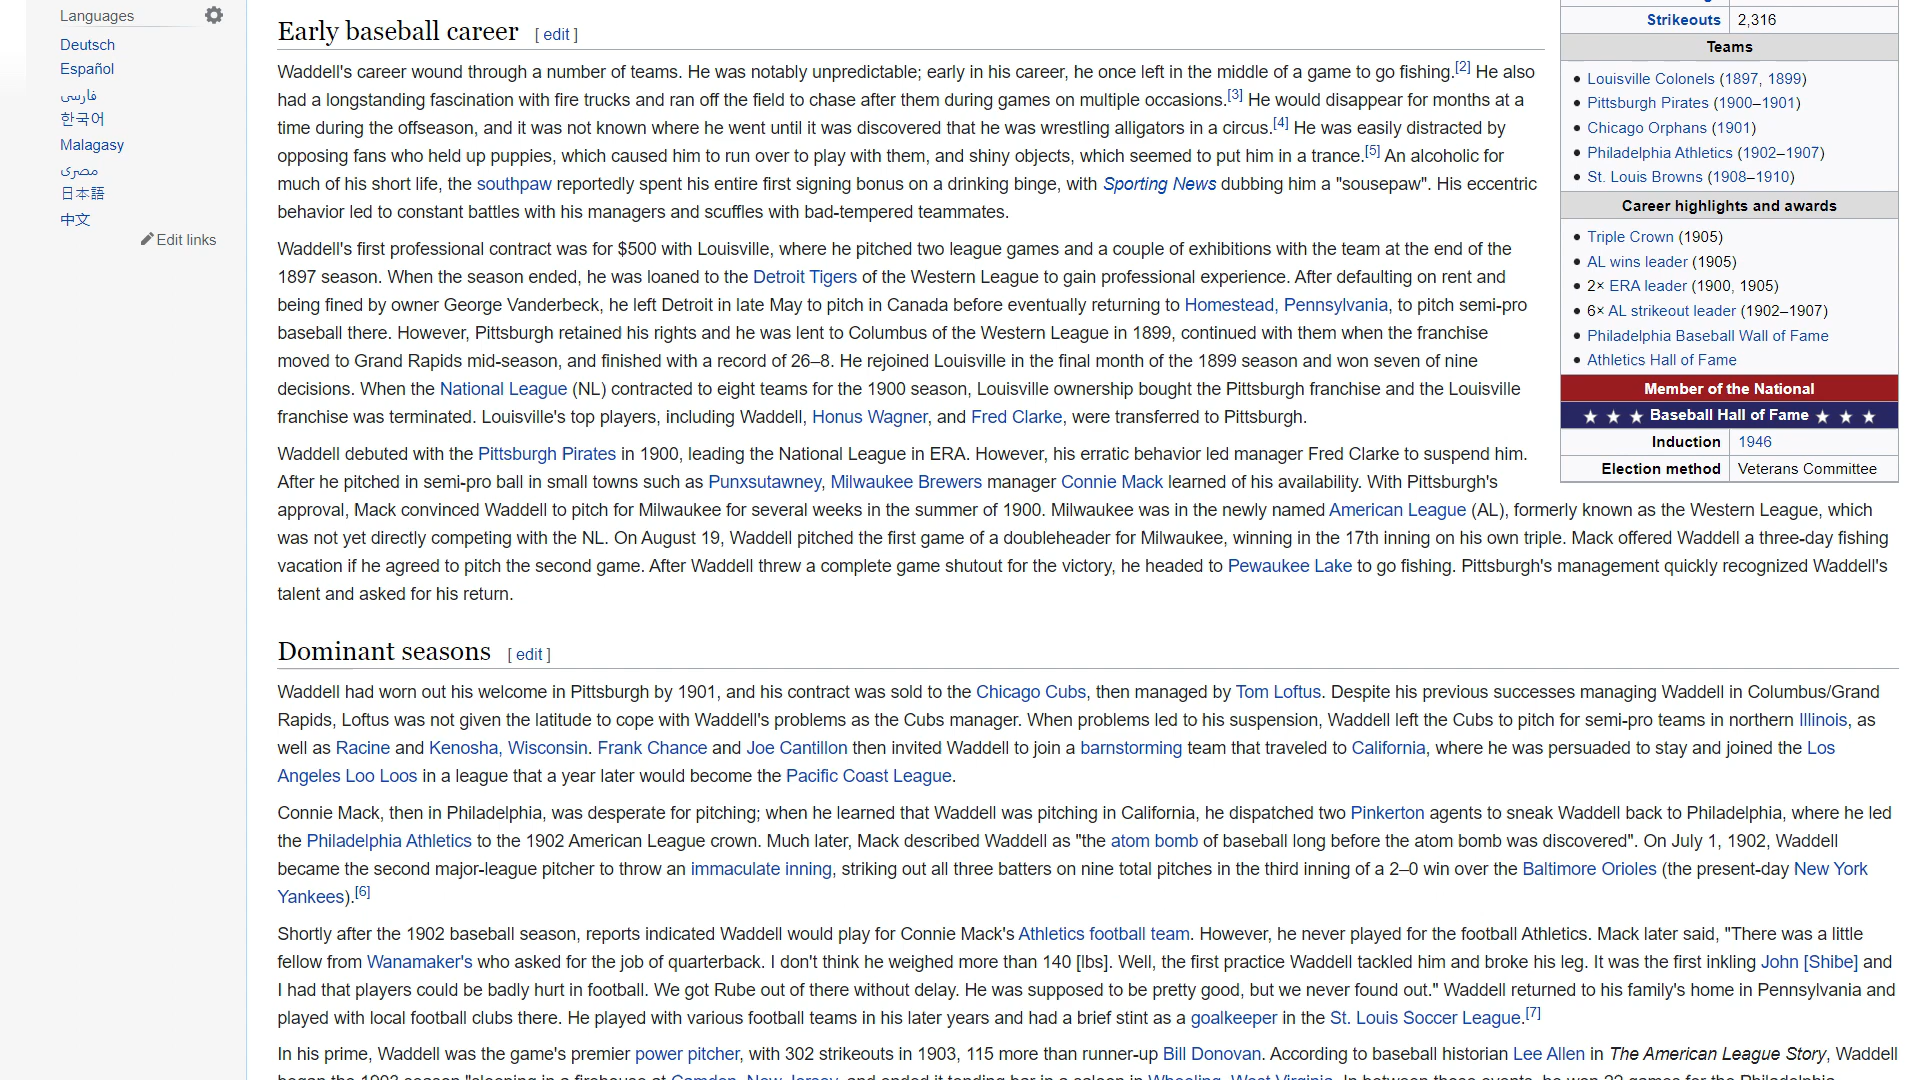 Languages
Deutsch
Español
فارسی
한국어
Malagasy
مصرى
日本語
中文
Edit links
Early baseball career [ edit ]
Waddell's career wound through a number of teams. He was notably unpredictable; early in his career, he once left in the middle of a game to go fishing.[2] He also
had a longstanding fascination with fire trucks and ran off the field to chase after them during games on multiple occasions.[3] He would disappear for months at a
time during the offseason, and it was not known where he went until it was discovered that he was wrestling alligators in a circus.[4] He was easily distracted by
opposing fans who held up puppies, which caused him to run over to play with them, and shiny objects, which seemed to put him in a trance.[5] An alcoholic for
much of his short life, the southpaw reportedly spent his entire first signing bonus on a drinking binge, with Sporting News dubbing him a "sousepaw". His eccentric
behavior led to constant battles with his managers and scuffles with bad-tempered teammates.
Waddell's first professional contract was for $500 with Louisville, where he pitched two league games and a couple of exhibitions with the team at the end of the
1897 season. When the season ended, he was loaned to the Detroit Tigers of the Western League to gain professional experience. After defaulting on rent and
being fined by owner George Vanderbeck, he left Detroit in late May to pitch in Canada before eventually returning to Homestead, Pennsylvania, to pitch semi-pro
baseball there. However, Pittsburgh retained his rights and he was lent to Columbus of the Western League in 1899, continued with them when the franchise
moved to Grand Rapids mid-season, and finished with a record of 26–8. He rejoined Louisville in the final month of the 1899 season and won seven of nine
decisions. When the National League (NL) contracted to eight teams for the 1900 season, Louisville ownership bought the Pittsburgh franchise and the Louisville
franchise was terminated. Louisville's top players, including Waddell, Honus Wagner, and Fred Clarke, were transferred to Pittsburgh.
Waddell debuted with the Pittsburgh Pirates in 1900, leading the National League in ERA. However, his erratic behavior led manager Fred Clarke to suspend him.
After he pitched in semi-pro ball in small towns such as Punxsutawney, Milwaukee Brewers manager Connie Mack learned of his availability. With Pittsburgh's
approval, Mack convinced Waddell to pitch for Milwaukee for several weeks in the summer of 1900. Milwaukee was in the newly named American League (AL), formerly known as the Western League, which
was not yet directly competing with the NL. On August 19, Waddell pitched the first game of a doubleheader for Milwaukee, winning in the 17th inning on his own triple. Mack offered Waddell a three-day fishing
vacation if he agreed to pitch the second game. After Waddell threw a complete game shutout for the victory, he headed to Pewaukee Lake to go fishing. Pittsburgh's management quickly recognized Waddell's
talent and asked for his return.
Strikeouts 2,316
Teams
• Louisville Colonels (1897, 1899)
• Pittsburgh Pirates (1900–1901)
• Chicago Orphans (1901)
• Philadelphia Athletics (1902–1907)
• St. Louis Browns (1908–1910)
Career highlights and awards
• Triple Crown (1905)
• AL wins leader (1905)
• 2× ERA leader (1900, 1905)
• 6× AL strikeout leader (1902–1907)
• Philadelphia Baseball Wall of Fame
• Athletics Hall of Fame
Member of the National
★ ★ ★ Baseball Hall of Fame ★ ★ ★
Induction 1946
Election method Veterans Committee
Dominant seasons [ edit ]
Waddell had worn out his welcome in Pittsburgh by 1901, and his contract was sold to the Chicago Cubs, then managed by Tom Loftus. Despite his previous successes managing Waddell in Columbus/Grand
Rapids, Loftus was not given the latitude to cope with Waddell's problems as the Cubs manager. When problems led to his suspension, Waddell left the Cubs to pitch for semi-pro teams in northern Illinois, as
well as Racine and Kenosha, Wisconsin. Frank Chance and Joe Cantillon then invited Waddell to join a barnstorming team that traveled to California, where he was persuaded to stay and joined the Los
Angeles Loo Loos in a league that a year later would become the Pacific Coast League.
Connie Mack, then in Philadelphia, was desperate for pitching; when he learned that Waddell was pitching in California, he dispatched two Pinkerton agents to sneak Waddell back to Philadelphia, where he led
the Philadelphia Athletics to the 1902 American League crown. Much later, Mack described Waddell as "the atom bomb of baseball long before the atom bomb was discovered". On July 1, 1902, Waddell
became the second major-league pitcher to throw an immaculate inning, striking out all three batters on nine total pitches in the third inning of a 2–0 win over the Baltimore Orioles (the present-day New York
Yankees).[6]
Shortly after the 1902 baseball season, reports indicated Waddell would play for Connie Mack's Athletics football team. However, he never played for the football Athletics. Mack later said, "There was a little
fellow from Wanamaker's who asked for the job of quarterback. I don't think he weighed more than 140 [lbs]. Well, the first practice Waddell tackled him and broke his leg. It was the first inkling John [Shibe] and
I had that players could be badly hurt in football. We got Rube out of there without delay. He was supposed to be pretty good, but we never found out." Waddell returned to his family's home in Pennsylvania and
played with local football clubs there. He played with various football teams in his later years and had a brief stint as a goalkeeper in the St. Louis Soccer League.[7]
In his prime, Waddell was the game's premier power pitcher, with 302 strikeouts in 1903, 115 more than runner-up Bill Donovan. According to baseball historian Lee Allen in The American League Story, Waddell
began the 1903 season "sleeping in a firehouse at Camden, New Jersey, and ended it tending bar in a saloon in Wheeling, West Virginia. In between those events, he won 22 games for the Philadelphia